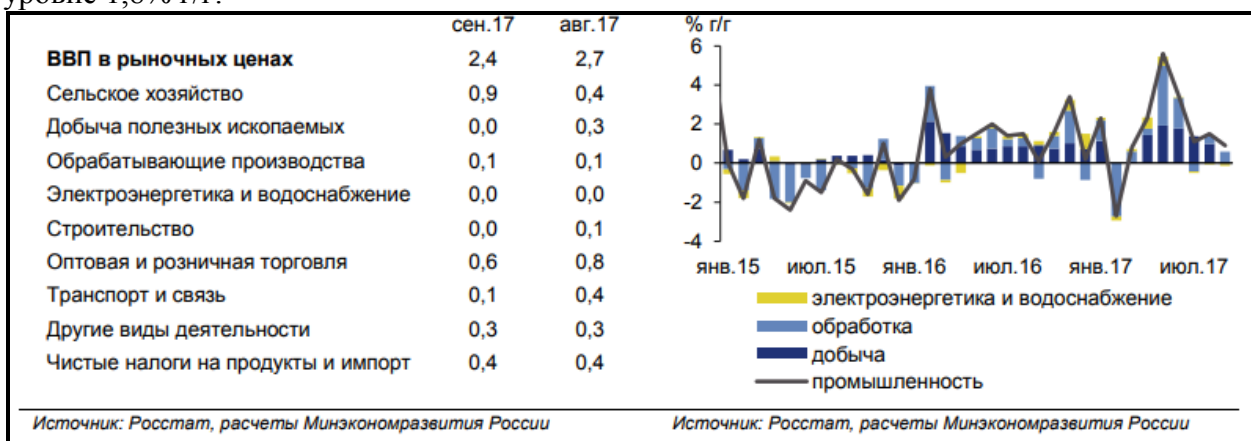 уровне 1,8% г/г.
сен.17 авг.17
ВВП в рыночных ценах 2,4 2,7
Сельское хозяйство 0,9 0,4
Добыча полезных ископаемых 0,0 0,3
Обрабатывающие производства 0,1 0,1
Электроэнергетика и водоснабжение 0,0 0,0
Строительство 0,0 0,1
Оптовая и розничная торговля 0,6 0,8
Транспорт и связь 0,1 0,4
Другие виды деятельности 0,3 0,3
Чистые налоги на продукты и импорт 0,4 0,4
Источник: Росстат, расчеты Минэкономразвития России
% г/г
6
4
2
0
-2
-4
янв.15 июл.15 янв.16 июл.16 янв.17 июл.17
электроэнергетика и водоснабжение
обработка
добыча
промышленность
Источник: Росстат, расчеты Минэкономразвития России